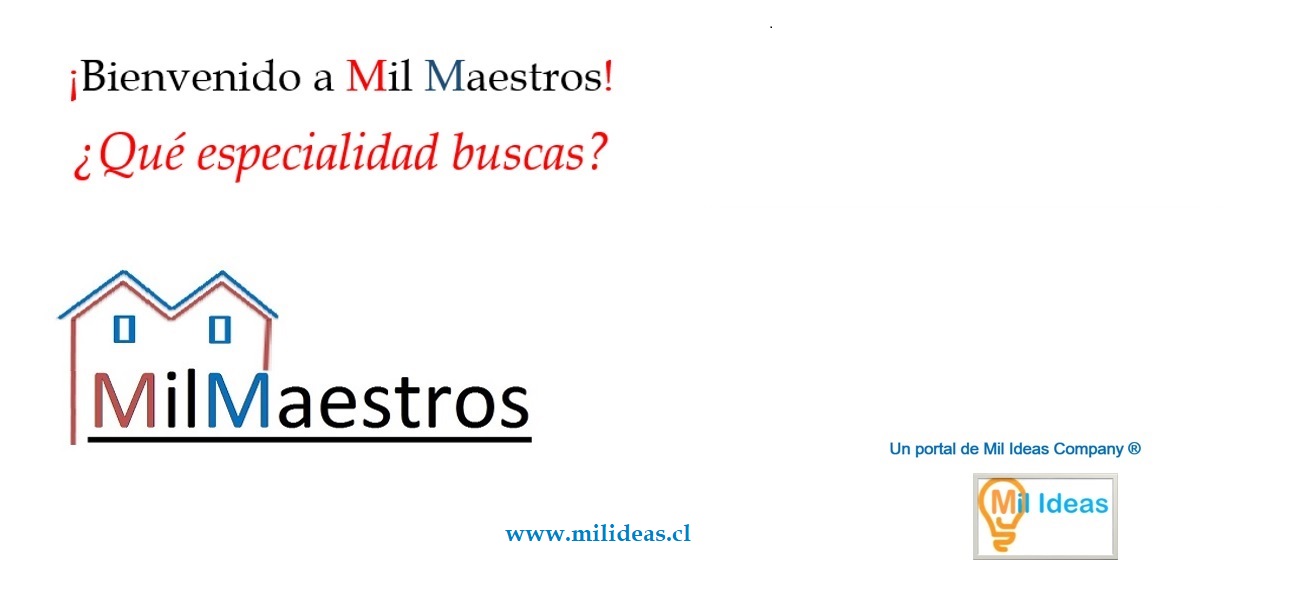 ¡Bienvenido a Mil Maestros!
¿Qué especialidad buscas?
MilMaestros
Un portal de Mil Ideas Company ®
Mil Ideas
www.milideas.cl